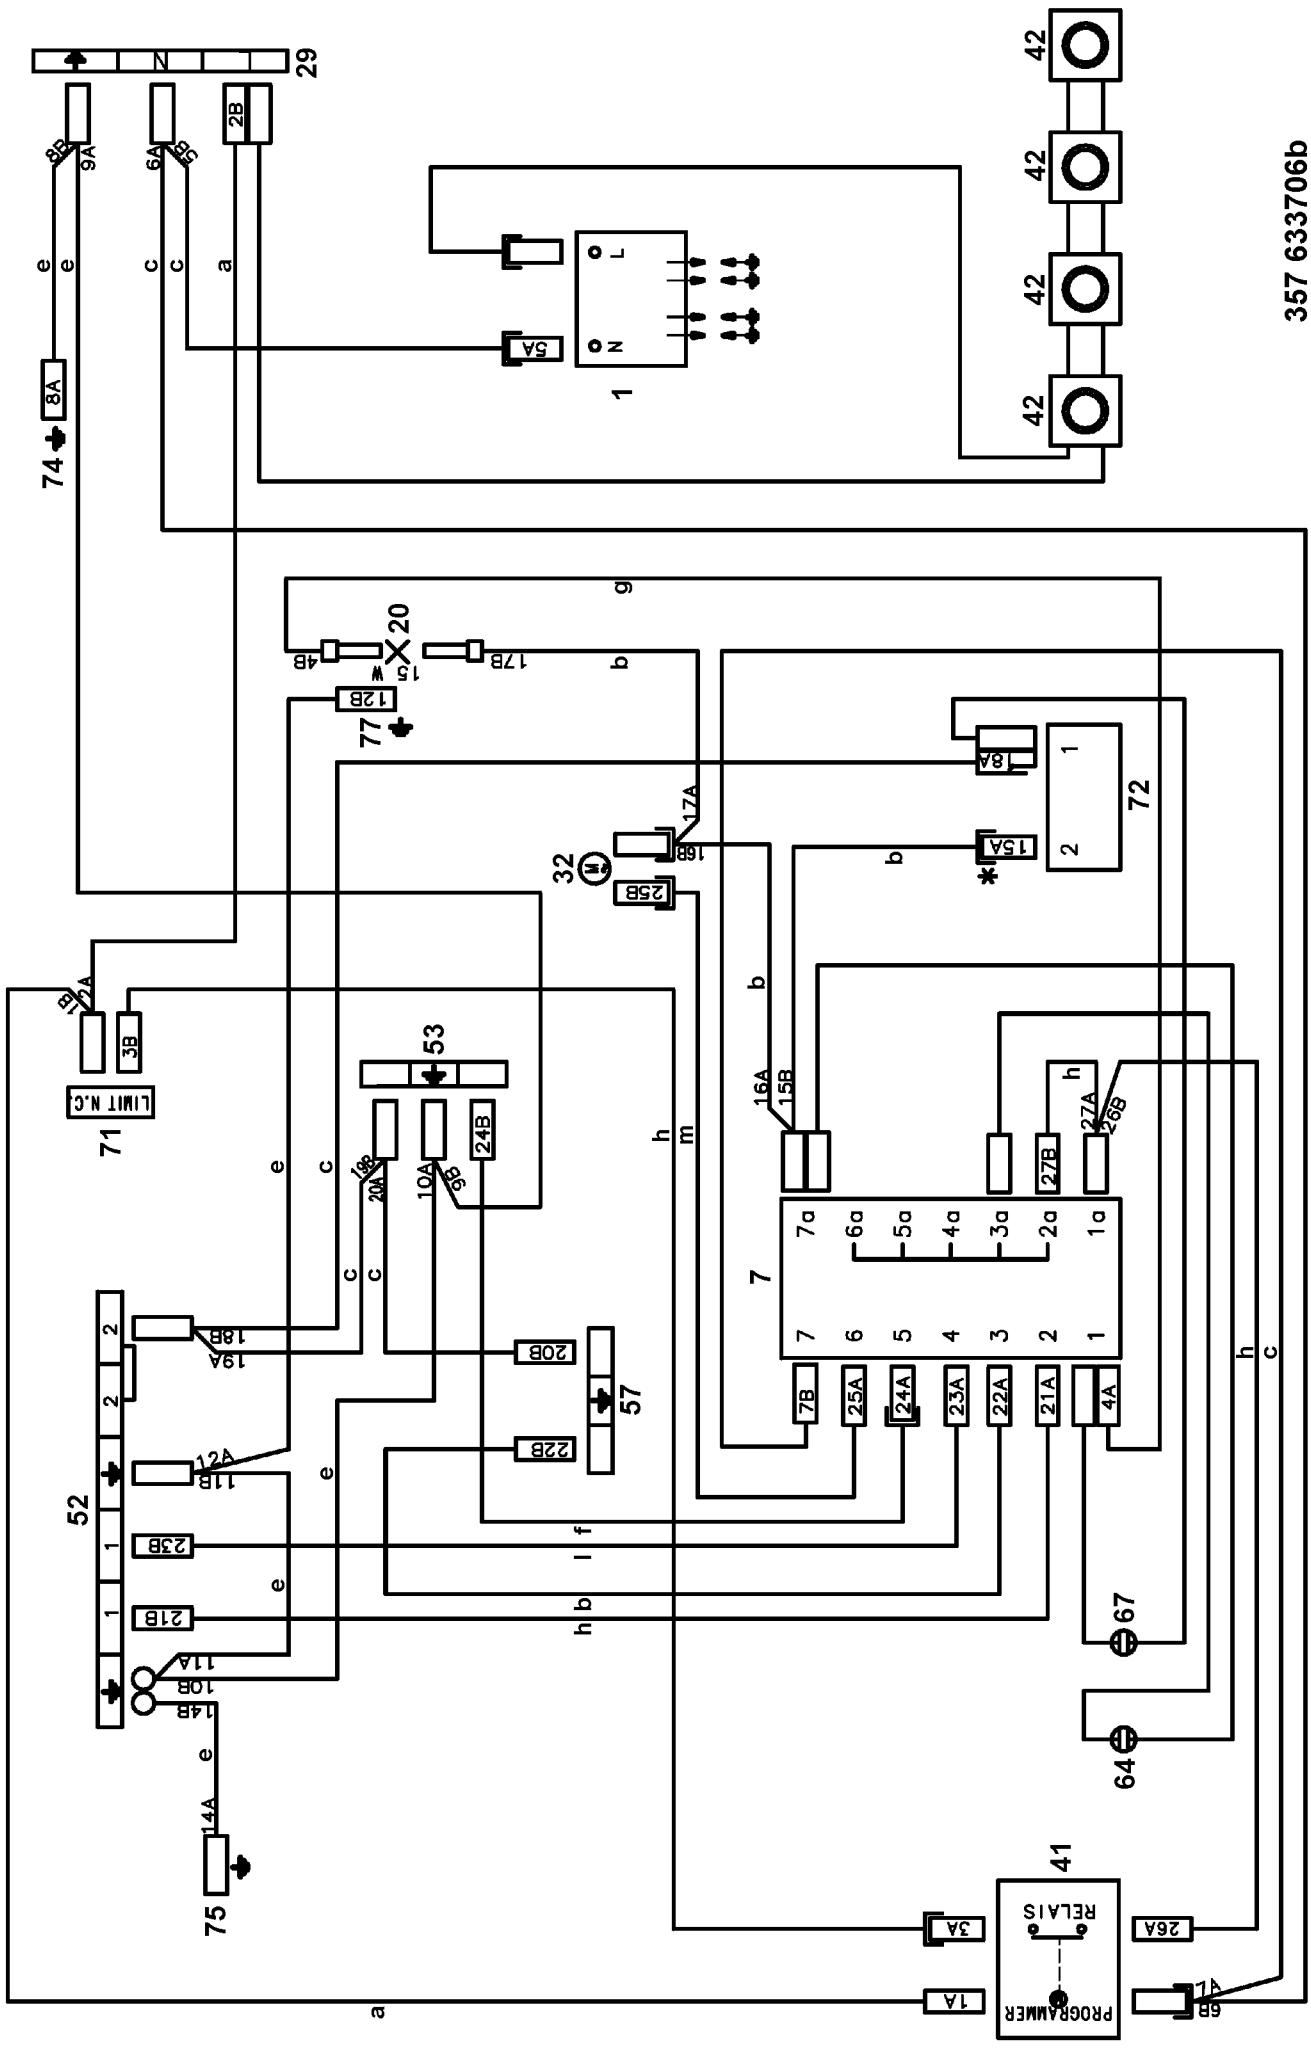 29
N
L
2B
8B
9A
6A
5B
e
e
c
c
a
8A
74
5A
N
L
1
42
42
42
42
357 633706b
g
20
4B
15 W
17B
b
12B
77
17A
16B
32
M
25B
18A
1
2
72
15A
*
b
b
1B
2A
3B
LIMIT N.C.
71
53
19B
20A
10A
9B
24B
h
m
16A
15B
h
27A
26B
27B
e
c
c
c
7
7a
6a
5a
4a
3a
2a
1a
7
6
5
4
3
2
1
7B
25A
24A
23A
22A
21A
4A
2
2
1
1
52
18B
19A
12A
11B
23B
21B
11A
10B
14B
20B
22B
57
e
e
f
l
b
h
h
c
67
64
e
14A
75
41
RELAIS
PROGRAMMER
3A
1A
26A
7A
6B
a